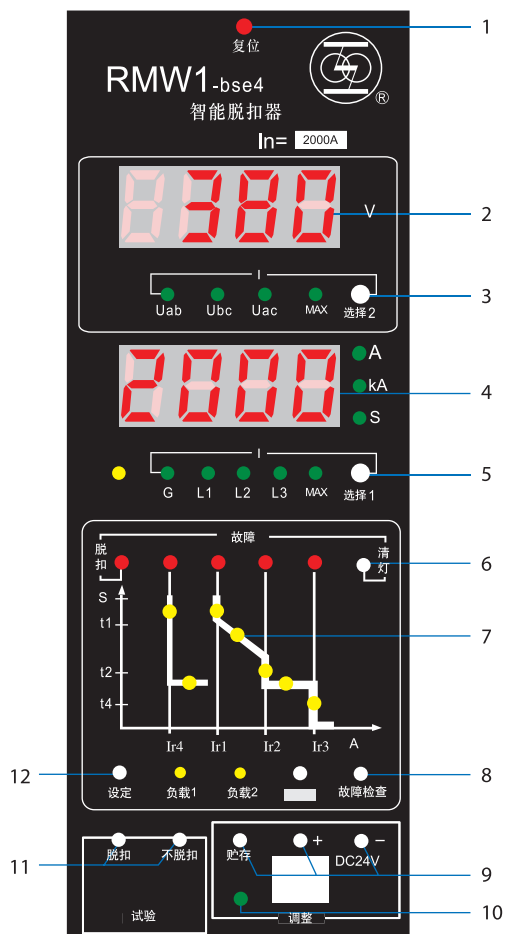 1
复位
RMW1-bse4
®
智能脱扣器
In= 2000A
380
V
2
I
Uab Ubc Uac MAX 选择2
3
2000
A
kA
S
4
I
G L1 L2 L3 MAX 选择1
5
故障
脱扣
清灯
6
S
t1
t2
t4
7
Ir4 Ir1 Ir2 Ir3 A
12
设定 负载1 负载2 故障检查
8
11
脱扣 不脱扣
贮存 + −
DC24V
9
10
试验
调整